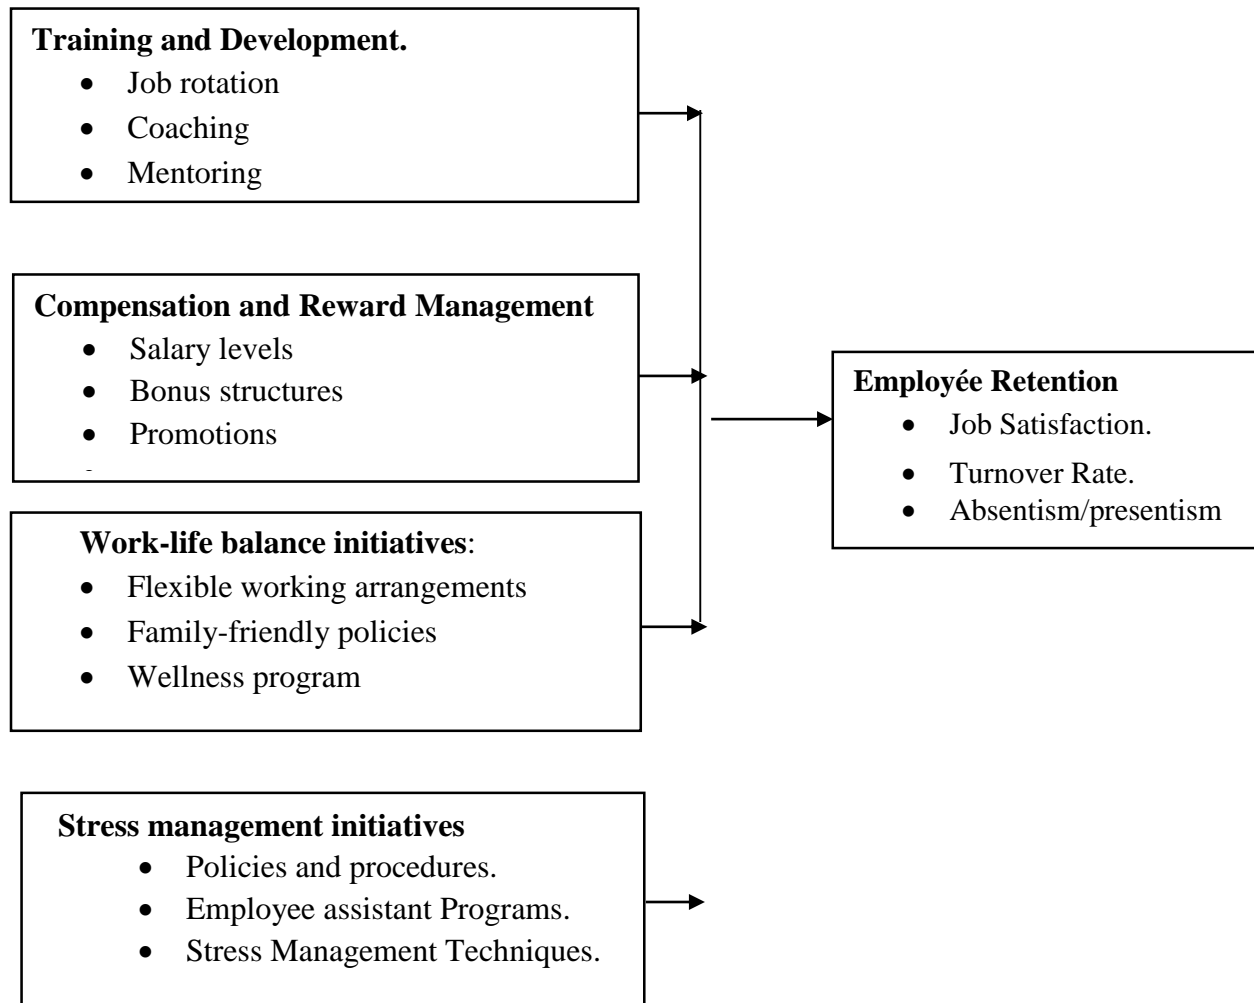 Training and Development.
• Job rotation
• Coaching
• Mentoring
Compensation and Reward Management
• Salary levels
• Bonus structures
• Promotions
Work-life balance initiatives:
• Flexible working arrangements
• Family-friendly policies
• Wellness program
Stress management initiatives
• Policies and procedures.
• Employee assistant Programs.
• Stress Management Techniques.
Employée Retention
• Job Satisfaction.
• Turnover Rate.
• Absentism/presentism